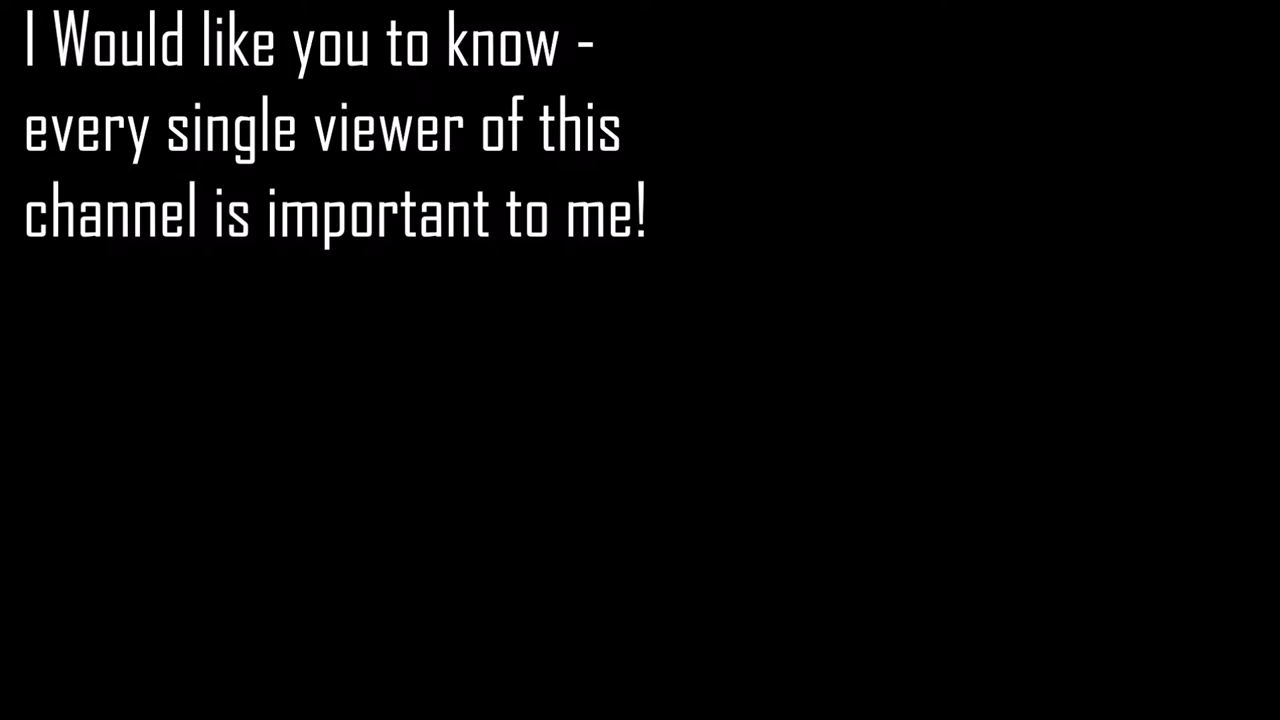 I Would like you to know -
every single viewer of this
channel is important to me!